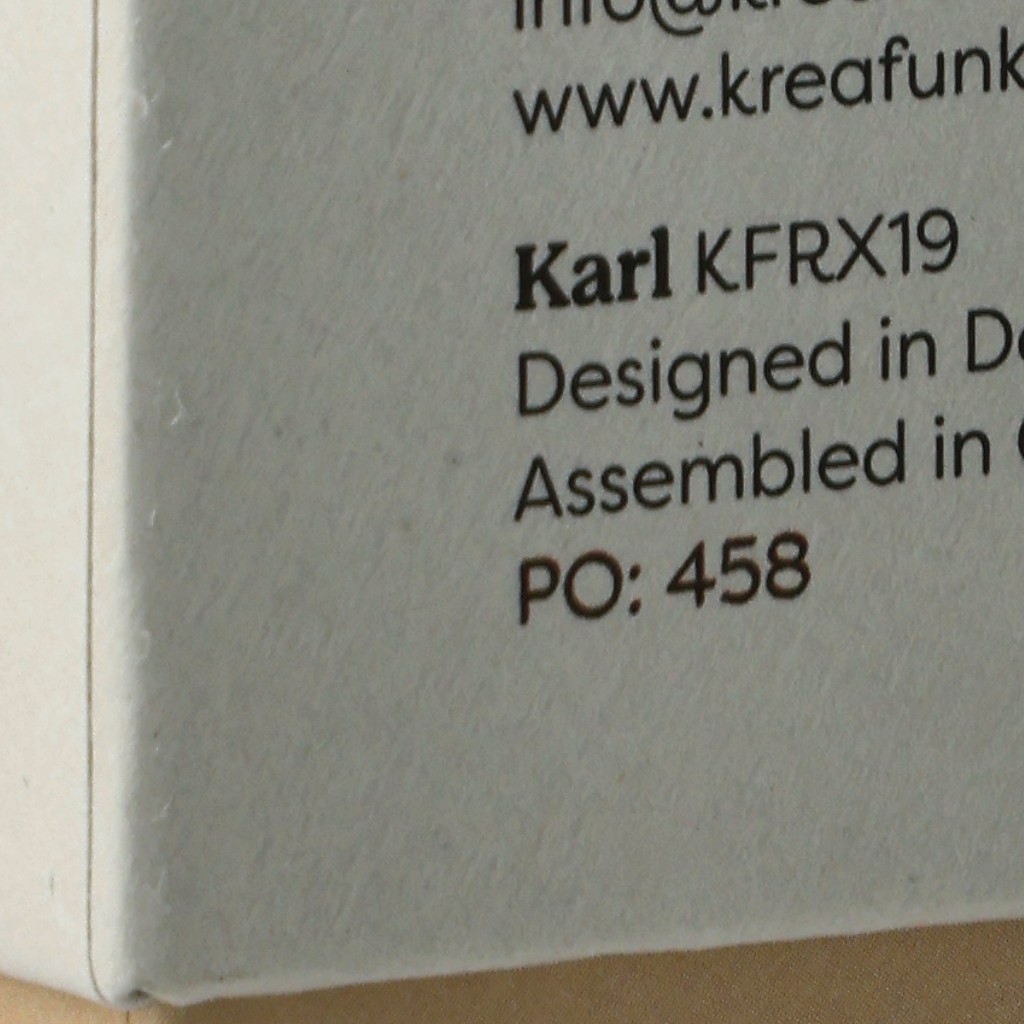 www.kreafunk
Karl KFRX19
Designed in
Assembled in
PO: 458